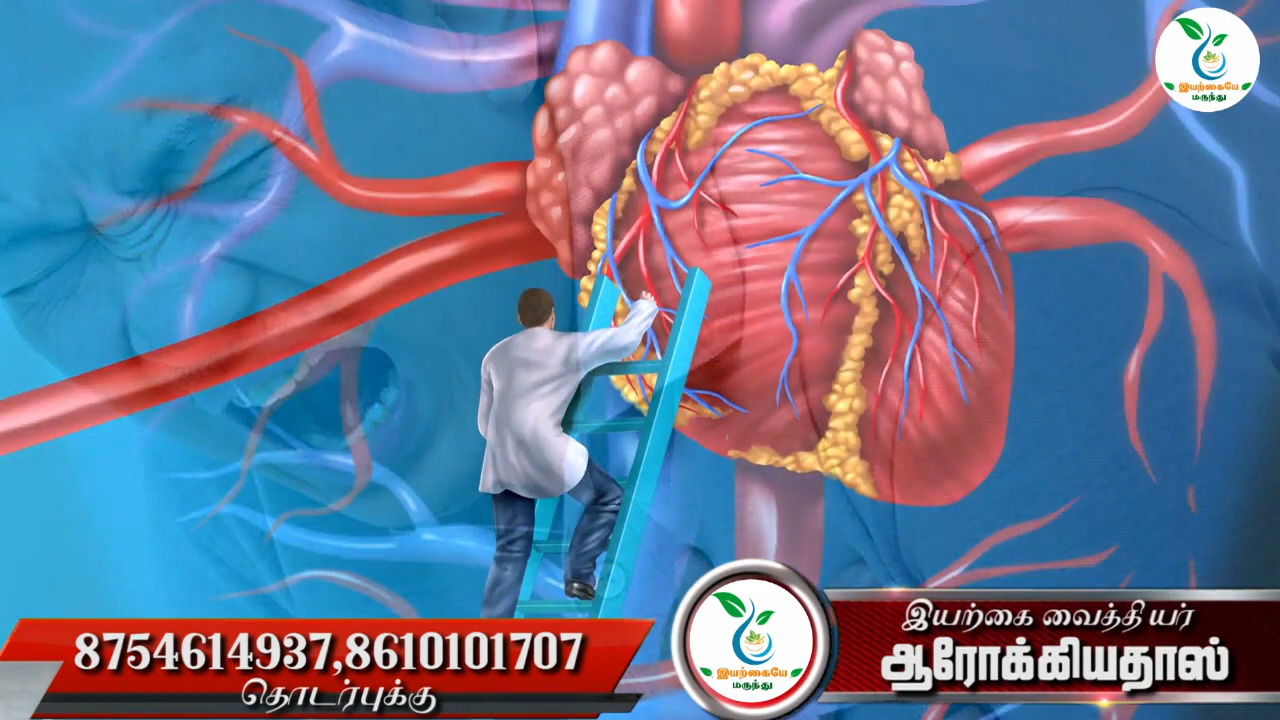 இயற்கையே
மருந்து
8754614937,8610101707
தொடர்புக்கு
இயற்கையே
மருந்து
இயற்கை வைத்தியர்
ஆரோக்கியதாஸ்